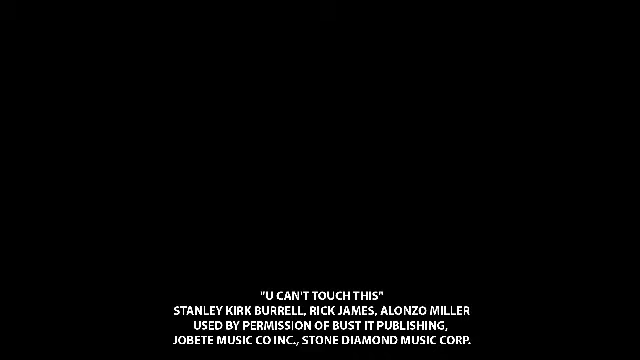 "U CAN'T TOUCH THIS"
STANLEY KIRK BURRELL, RICK JAMES, ALONZO MILLER
USED BY PERMISSION OF BUST IT PUBLISHING,
JOBETE MUSIC CO INC., STONE DIAMOND MUSIC CORP.